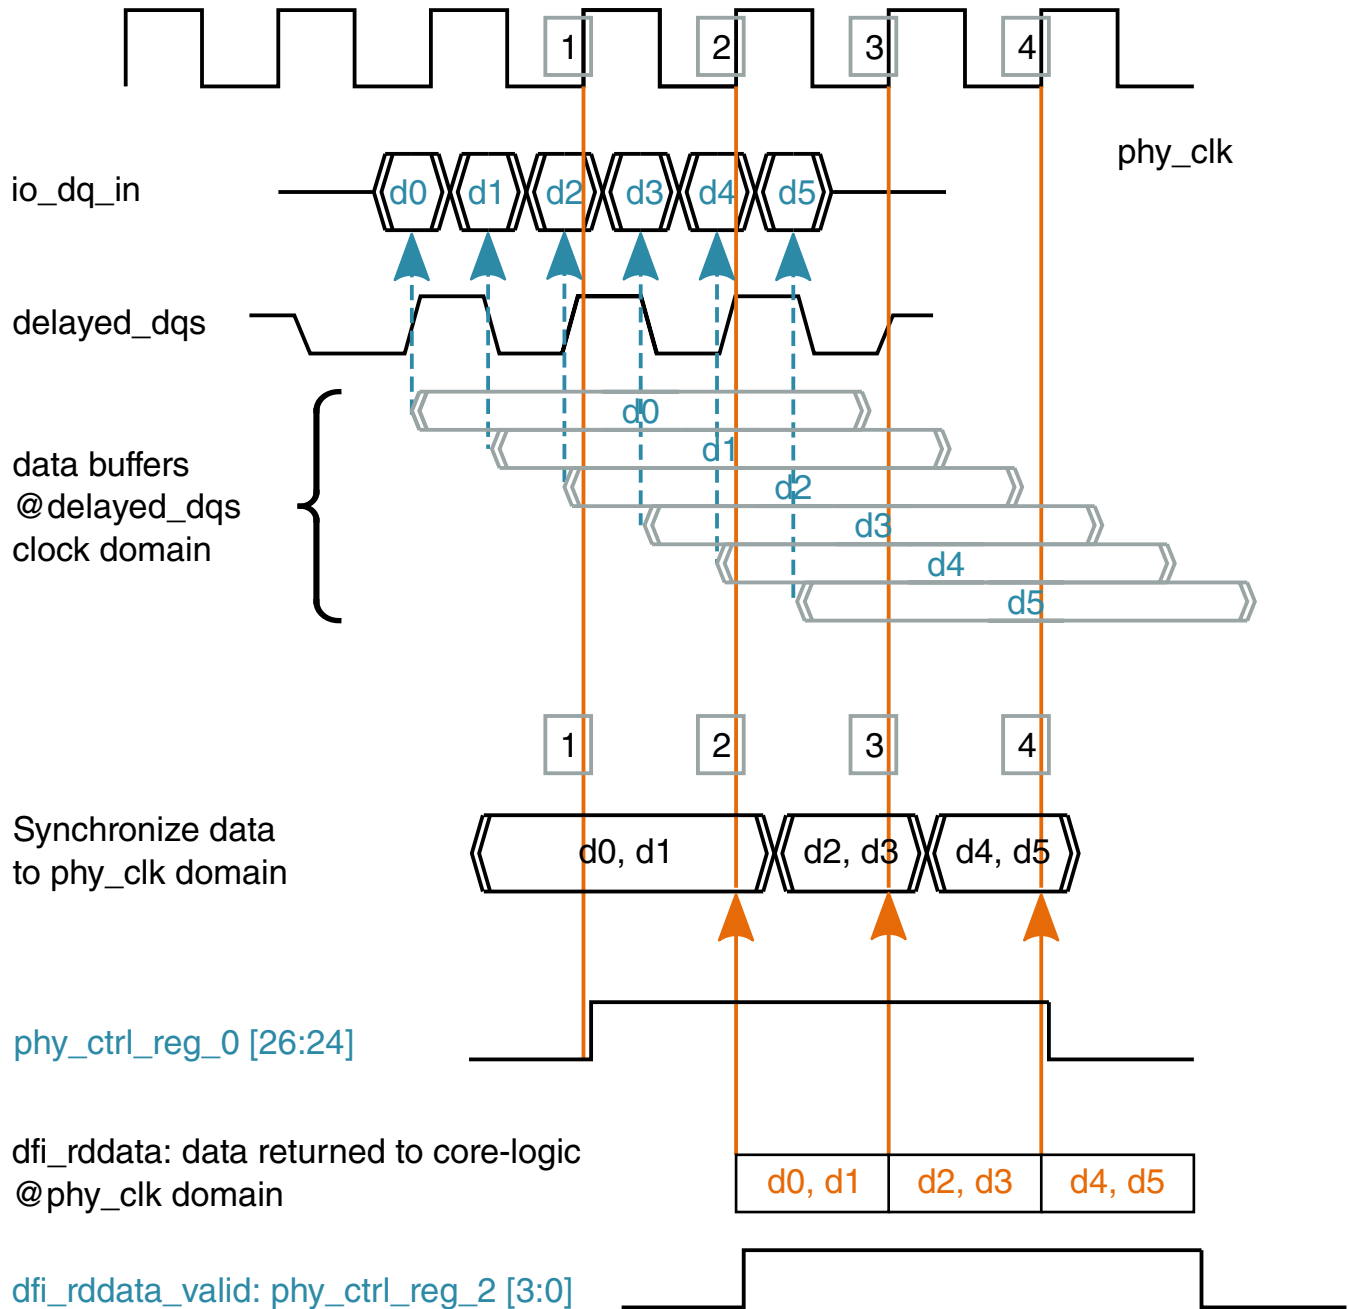 1 2 3 4
phy_clk
io_dq_in
d0 d1 d2 d3 d4 d5
delayed_dqs
d0
d1
d2
d3
d4
d5
data buffers
@delayed_dqs
clock domain
1 2 3 4
Synchronize data
to phy_clk domain
d0, d1 d2, d3 d4, d5
phy_ctrl_reg_0 [26:24]
dfi_rddata: data returned to core-logic
@phy_clk domain
d0, d1 d2, d3 d4, d5
dfi_rddata_valid: phy_ctrl_reg_2 [3:0]